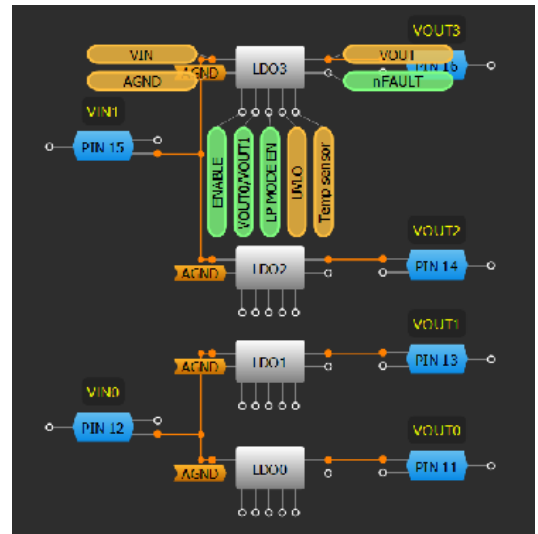 VOUT3
VIN
VOUT
PIN 16
AGND
AGND
LDO3
nFAULT
VIN1
PIN 15
ENABLE
VOUT0/VOUT1
LP MODE EN
UVLO
Temp sensor
VOUT2
AGND
LDO2
PIN 14
VOUT1
AGND
LDO1
PIN 13
VIN0
PIN 12
VOUT0
AGND
LDO0
PIN 11